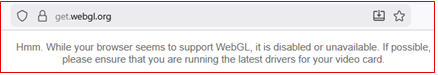 get.webgl.org
Hmm. While your browser seems to support WebGL, it is disabled or unavailable. If possible,
please ensure that you are running the latest drivers for your video card.